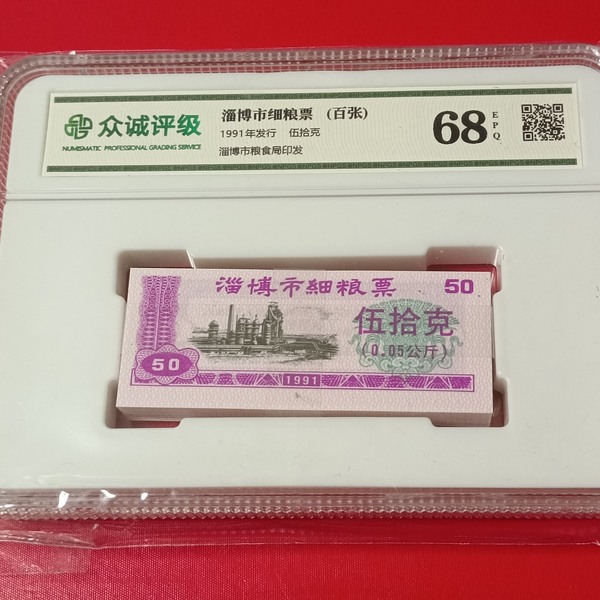 众诚评级
NUMISMATIC PROFESSIONAL GRADING SERVICE
淄博市细粮票 (百张)
1991年发行 伍拾克
淄博市粮食局印发
68 EPQ
淄博市細粮票 50
伍拾克
(0.05公斤)
50
1991